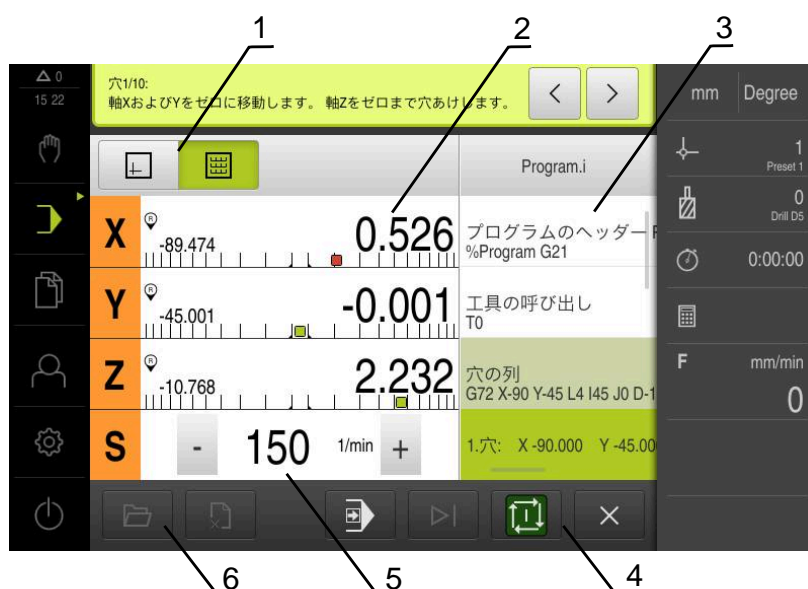 1
2
3
0
15 22
穴1/10:
軸XおよびYをゼロに移動します。 軸Zをゼロまで穴あけします。
mm Degree
Program.i
1
Preset 1
X R -89.474 0.526
プログラムのヘッダー
%Program G21
0
Drill D5
0:00:00
Y R -45.001 -0.001
工具の呼び出し
T0
Z R -10.768 2.232
穴の列
G72 X-90 Y-45 L4 I45 J0 D-1
F mm/min
0
S - 150 1/min +
1.穴: X -90.000 Y -45.00
6
5
4